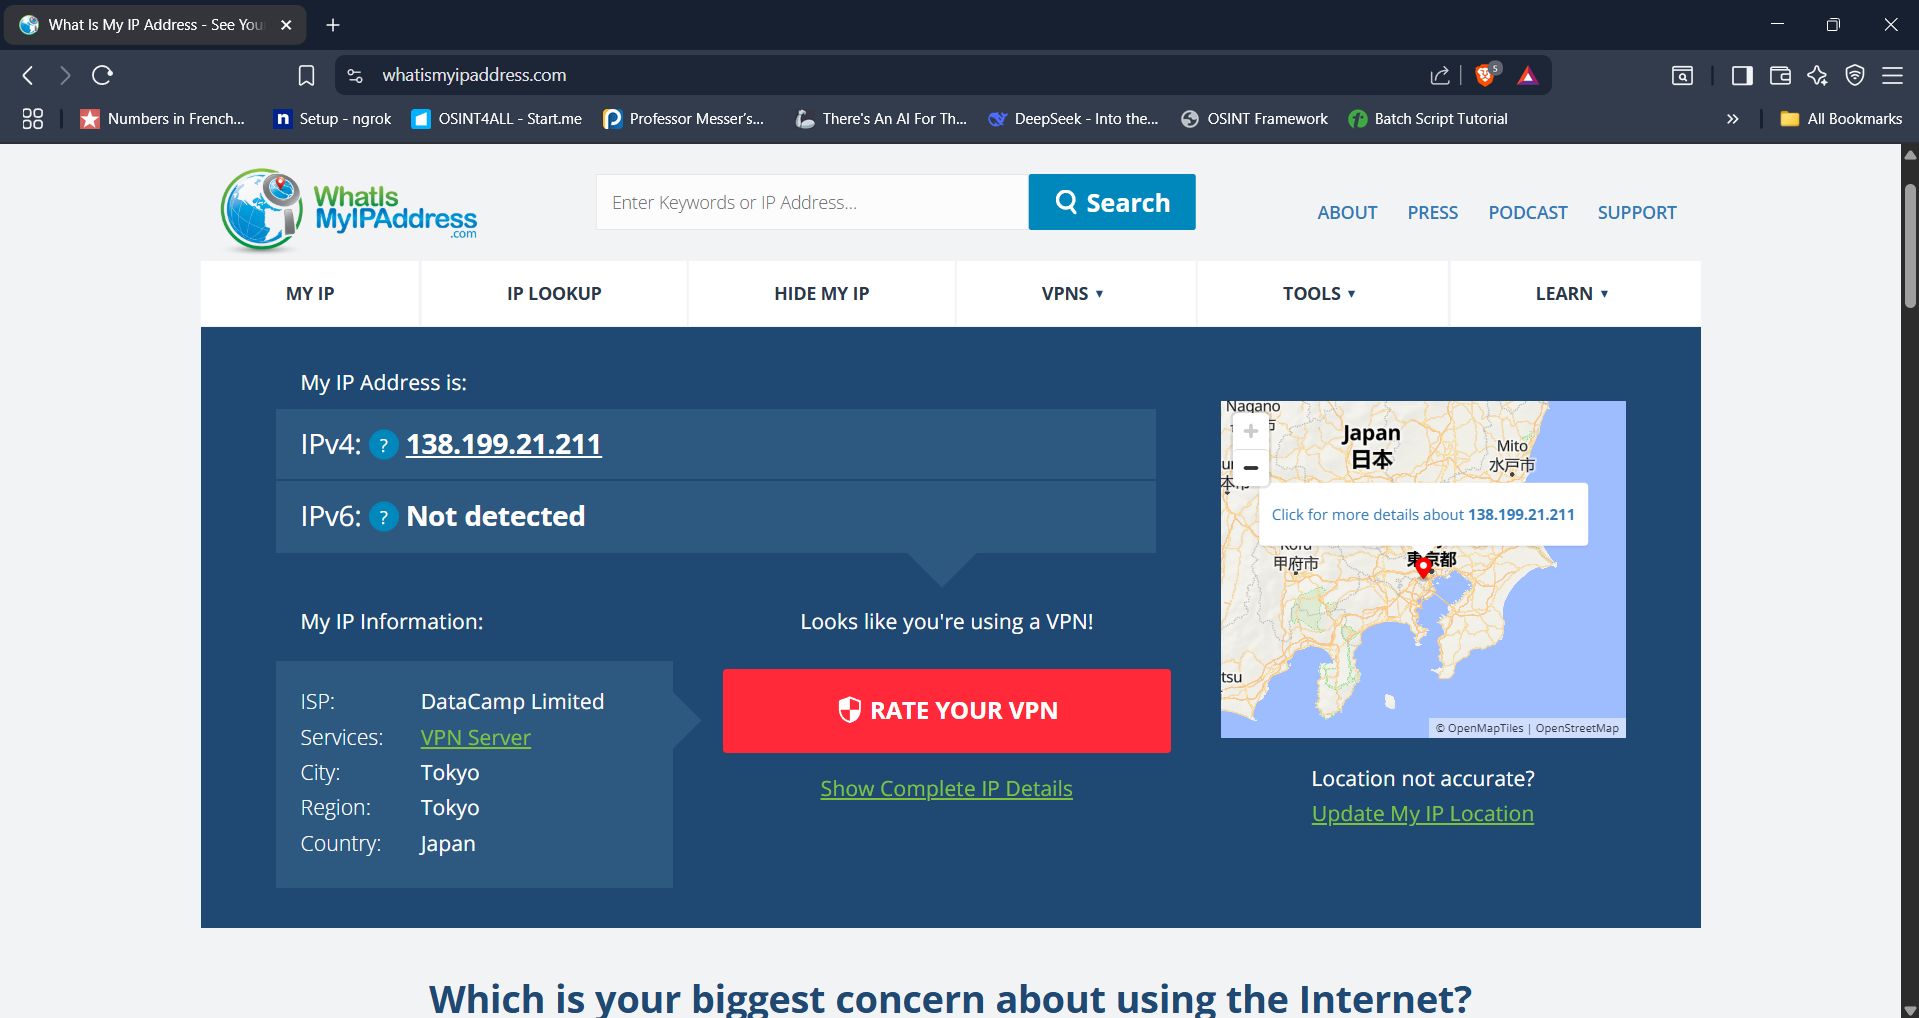 What Is My IP Address - See You
whatismyipaddress.com
5
Numbers in French...
Setup - ngrok
OSINT4ALL - Start.me
Professor Messer's...
There's An AI For Th...
DeepSeek - Into the...
OSINT Framework
Batch Script Tutorial
»
All Bookmarks
WhatIs
MyIPAddress
.com
Enter Keywords or IP Address...
Search
ABOUT
PRESS
PODCAST
SUPPORT
MY IP
IP LOOKUP
HIDE MY IP
VPNS ▾
TOOLS ▾
LEARN ▾
My IP Address is:
IPv4: ? 138.199.21.211
IPv6: ? Not detected
My IP Information:
ISP: DataCamp Limited
Services: VPN Server
City: Tokyo
Region: Tokyo
Country: Japan
Looks like you're using a VPN!
RATE YOUR VPN
Show Complete IP Details
Nagano
+
−
Japan
日本
Mito
水戸市
Click for more details about 138.199.21.211
甲府市
東京都
tsu
© OpenMapTiles | OpenStreetMap
Location not accurate?
Update My IP Location
Which is your biggest concern about using the Internet?